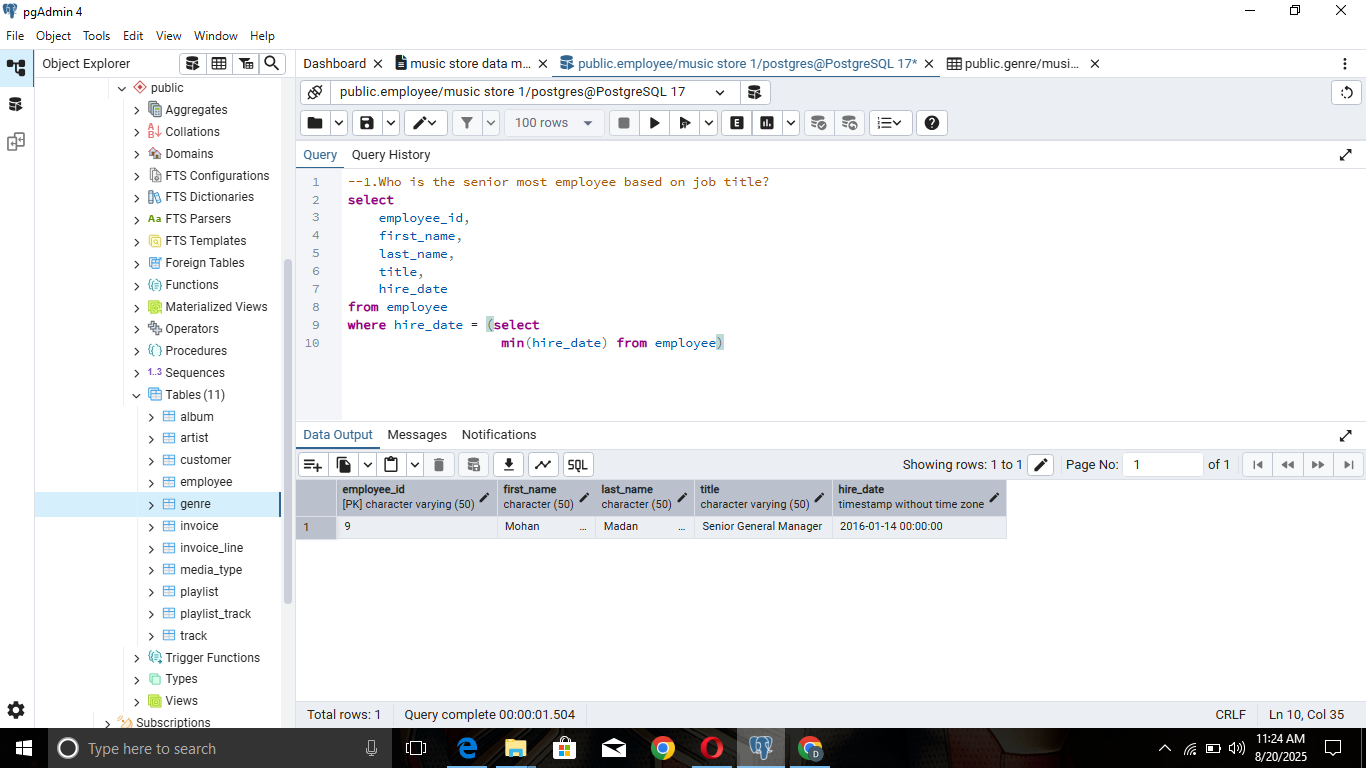 pgAdmin 4
File Object Tools Edit View Window Help
Object Explorer
Dashboard
music store data m...
public.employee/music store 1/postgres@PostgreSQL 17*
public.genre/musi...
public
Aggregates
Collations
Domains
FTS Configurations
FTS Dictionaries
Aa FTS Parsers
FTS Templates
Foreign Tables
Functions
Materialized Views
Operators
Procedures
1..3 Sequences
Tables (11)
album
artist
customer
employee
genre
invoice
invoice_line
media_type
playlist
playlist_track
track
Trigger Functions
Types
Views
Subscriptions
public.employee/music store 1/postgres@PostgreSQL 17
100 rows
E
Query Query History
1 --1.Who is the senior most employee based on job title?
2 select
3 employee_id,
4 first_name,
5 last_name,
6 title,
7 hire_date
8 from employee
9 where hire_date = (select
10 min(hire_date) from employee)
Data Output Messages Notifications
SQL
Showing rows: 1 to 1
Page No: 1 of 1
employee_id first_name last_name title hire_date
[PK] character varying (50) character (50) character (50) character varying (50) timestamp without time zone
1 9 Mohan ... Madan ... Senior General Manager 2016-01-14 00:00:00
Total rows: 1 Query complete 00:00:01.504 CRLF Ln 10, Col 35
Type here to search
D
11:24 AM
8/20/2025